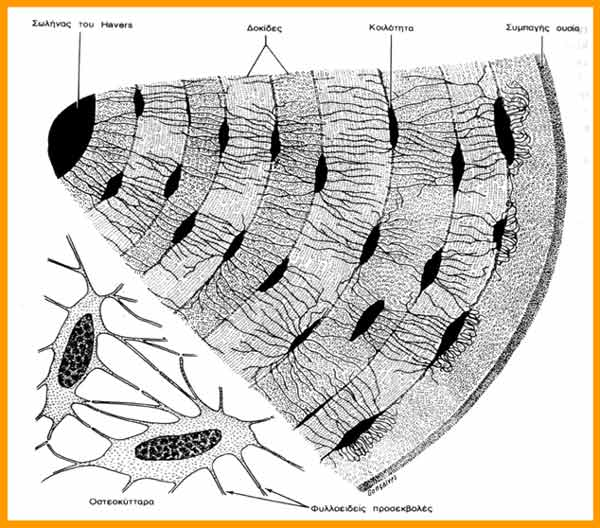 Σωλήνας του Havers
Δοκίδες
Κοιλότητα
Συμπαγής ουσία
Οστεοκύτταρα
Φυλλοειδείς προσεκβολές